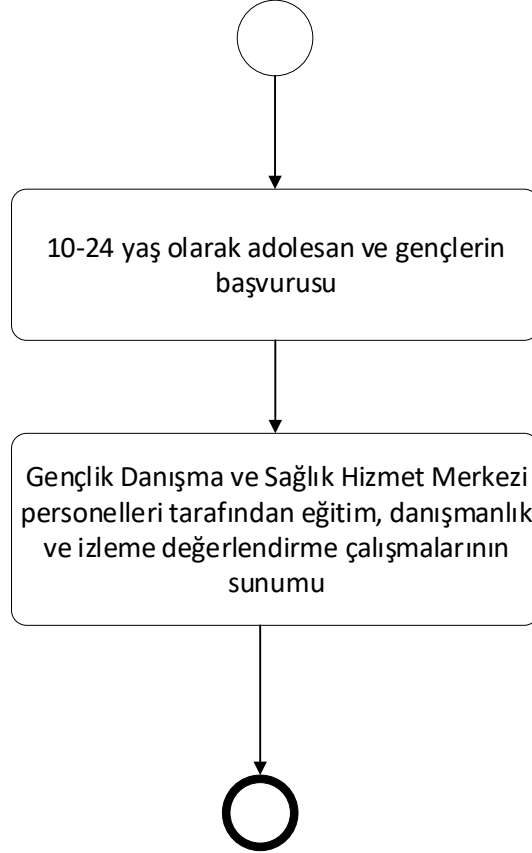 10-24 yaş olarak adolesan ve gençlerin
başvurusu
Gençlik Danışma ve Sağlık Hizmet Merkezi
personelleri tarafından eğitim, danışmanlık
ve izleme değerlendirme çalışmalarının
sunumu